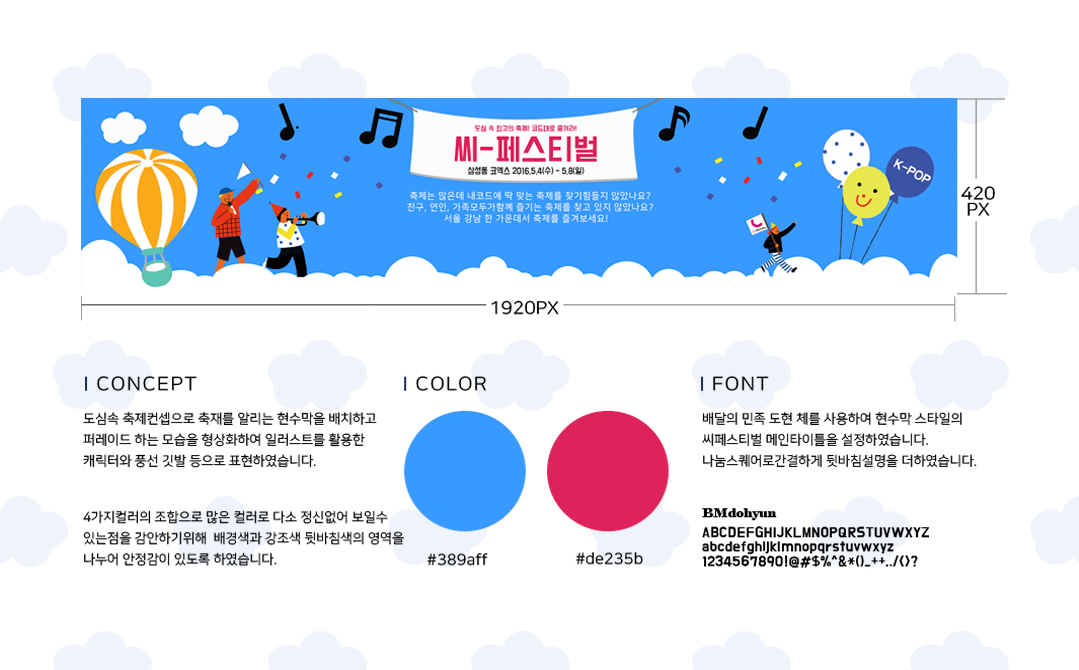 도심 속 최고의 축제! 코드대로 즐겨라!
씨-페스티벌
삼성동 코엑스 2016.5.4(수) - 5.8(일)
축제는 많은데 내코드에 딱 맞는 축제를 찾기힘들지 않았나요?
친구, 연인, 가족모두가함께 즐기는 축제를 찾고 있지 않았나요?
서울 강남 한 가운데서 축제를 즐겨보세요!
K-POP
420
PX
1920PX
CONCEPT
도심속 축제컨셉으로 축재를 알리는 현수막을 배치하고
퍼레이드 하는 모습을 형상화하여 일러스트를 활용한
캐릭터와 풍선 깃발 등으로 표현하였습니다.
4가지컬러의 조합으로 많은 컬러로 다소 정신없어 보일수
있는점을 감안하기위해 배경색과 강조색 뒷바침색의 영역을
나누어 안정감이 있도록 하였습니다.
COLOR
#389aff
#de235b
FONT
배달의 민족 도현 체를 사용하여 현수막 스타일의
씨페스티벌 메인타이틀을 설정하였습니다.
나눔스퀘어로간결하게 뒷바침설명을 더하였습니다.
BMdohyun
ABCDEFGHIJKLMNOPQRSTUVWXYZ
abcdefghijklmnopqrstuvwxyz
1234567890!@#$%^&*()_++../<>?